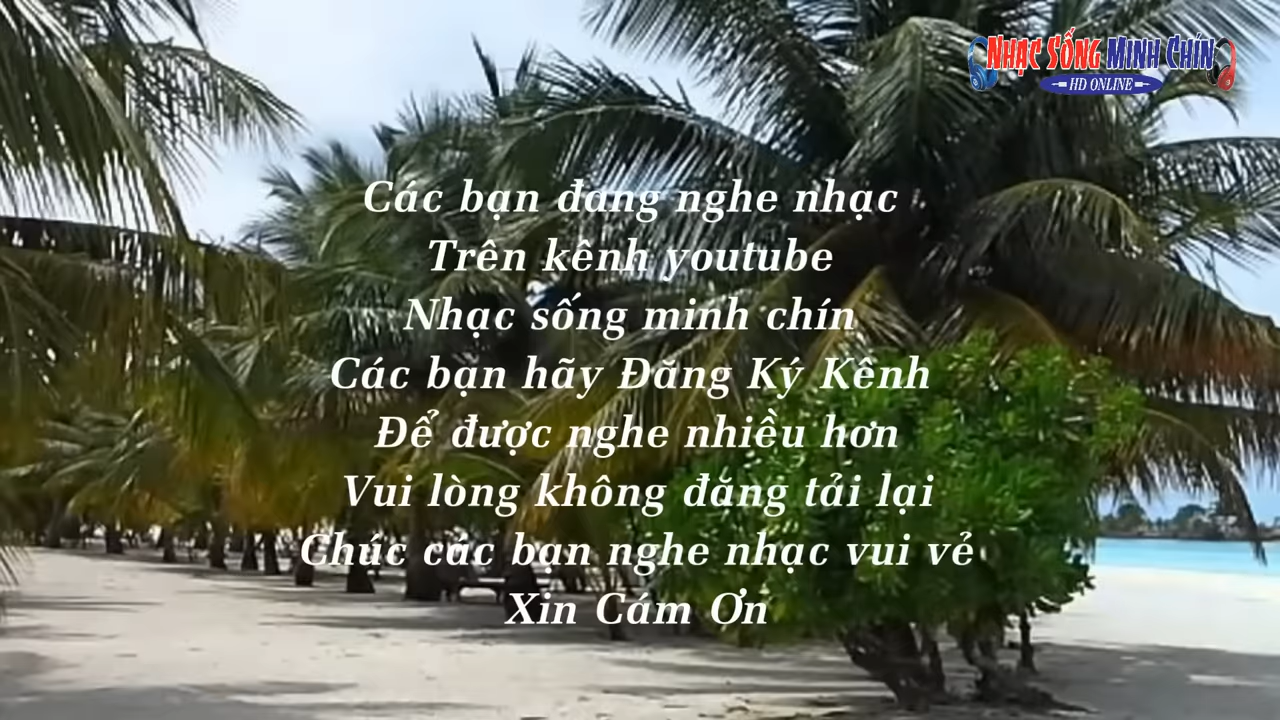 NHẠC SỐNG MINH CHÍN
HD ONLINE
Các bạn đang nghe nhạc
Trên kênh youtube
Nhạc sống minh chín
Các bạn hãy Đăng Ký Kênh
Để được nghe nhiều hơn
Vui lòng không đăng tải lại
Chúc các bạn nghe nhạc vui vẻ
Xin Cám Ơn